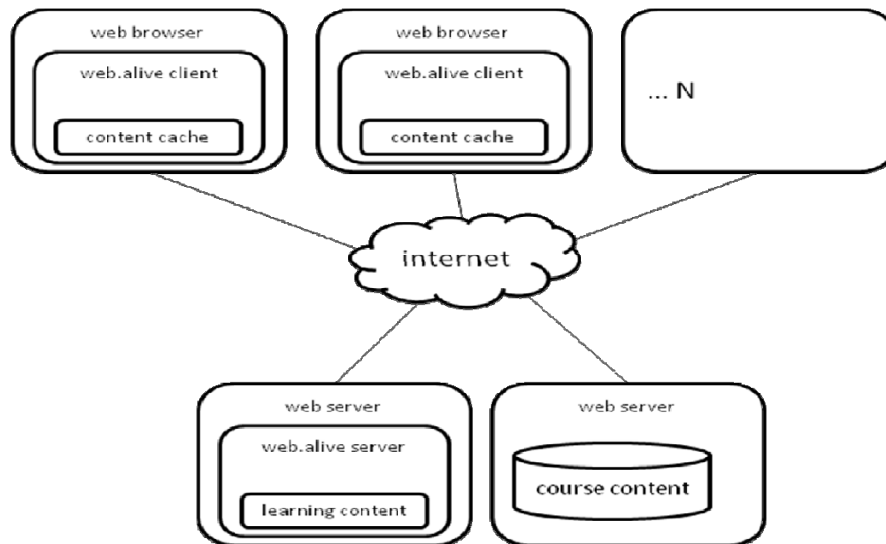 web browser
web.alive client
content cache
web browser
web.alive client
content cache
... N
internet
web server
web.alive server
learning content
web server
course content